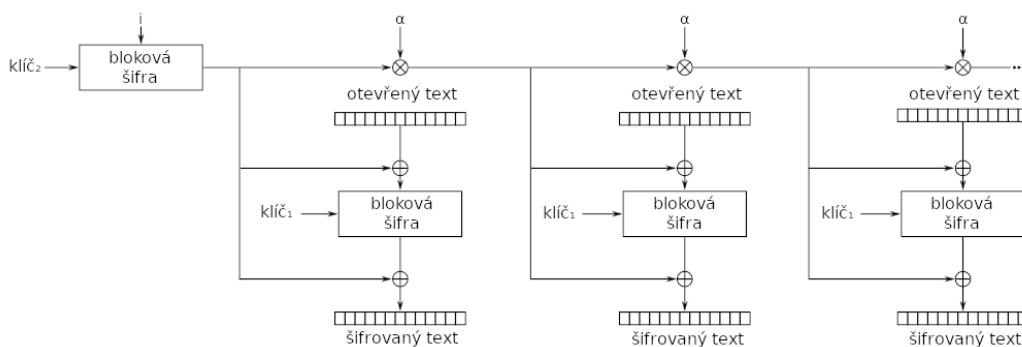 i
α
α
α
klíč₂
bloková
šifra
otevřený text
otevřený text
otevřený text
klíč₁
bloková
šifra
klíč₁
bloková
šifra
klíč₁
bloková
šifra
šifrovaný text
šifrovaný text
šifrovaný text